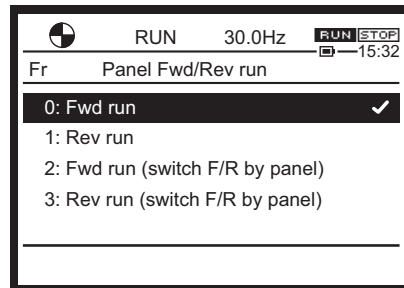 RUN 30.0Hz RUN STOP
15:32
Fr Panel Fwd/Rev run
0: Fwd run
1: Rev run
2: Fwd run (switch F/R by panel)
3: Rev run (switch F/R by panel)